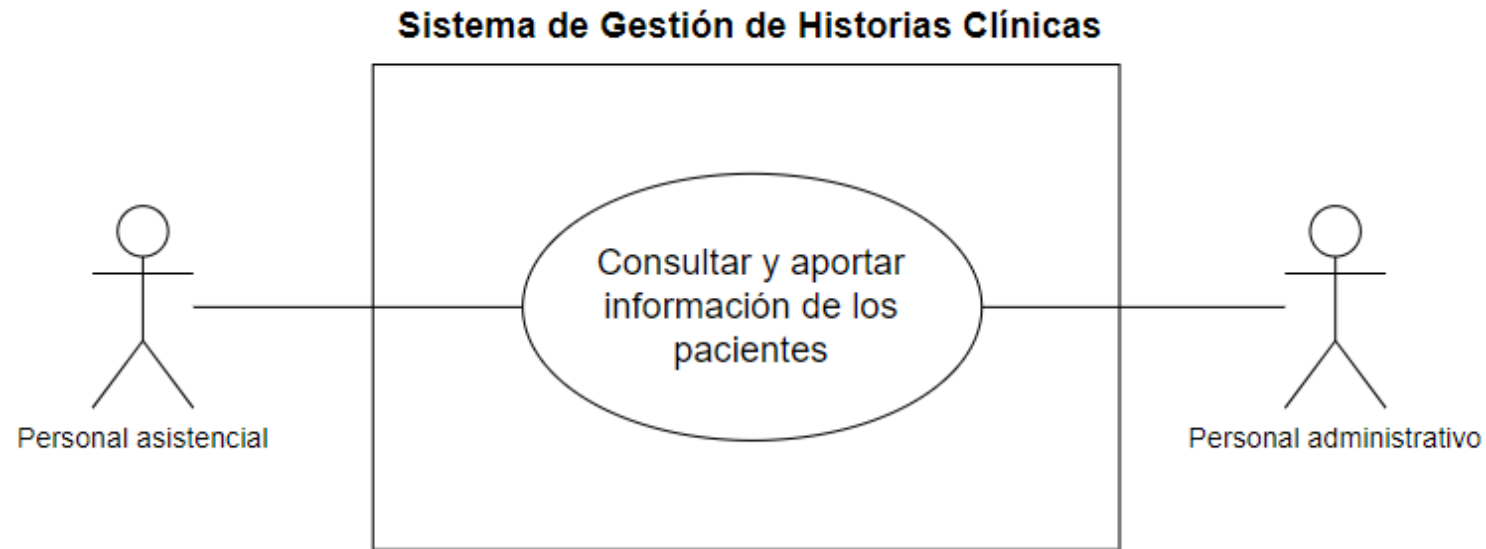 Sistema de Gestión de Historias Clínicas
Consultar y aportar
información de los
pacientes
Personal asistencial
Personal administrativo